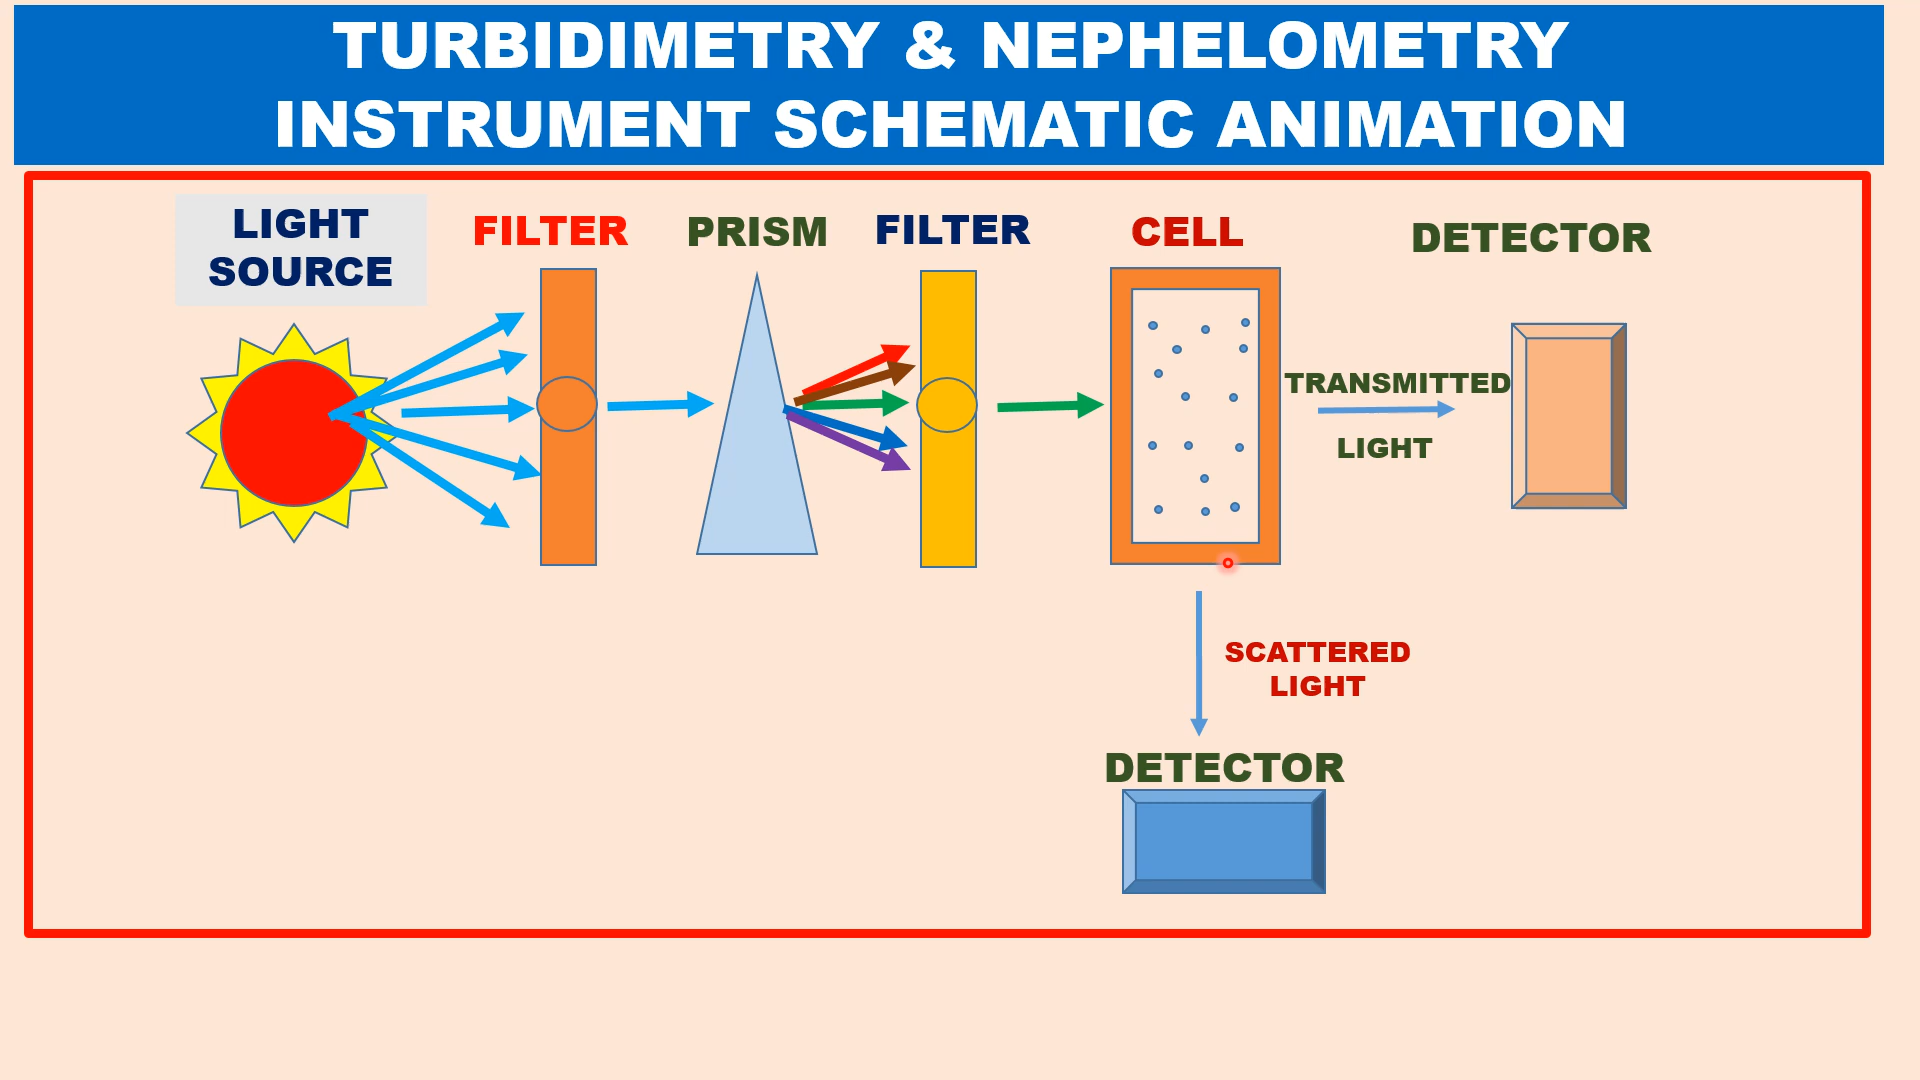 TURBIDIMETRY & NEPHELOMETRY
INSTRUMENT SCHEMATIC ANIMATION
LIGHT
SOURCE
FILTER
PRISM
FILTER
CELL
DETECTOR
TRANSMITTED
LIGHT
SCATTERED
LIGHT
DETECTOR